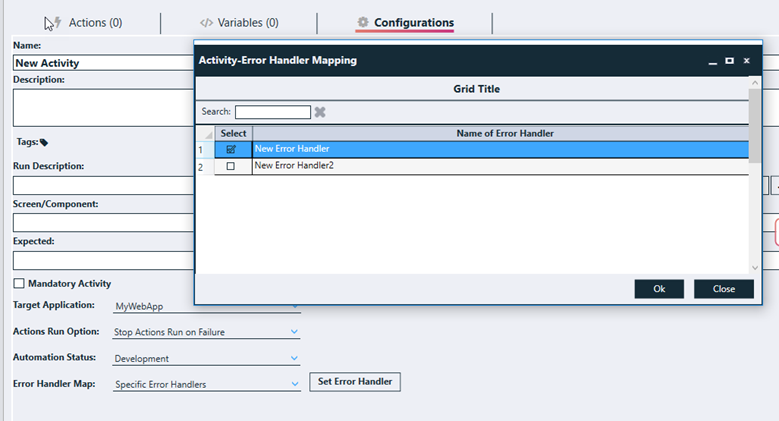 Actions (0)
Variables (0)
Configurations
Name:
New Activity
Description:
Tags:
Run Description:
Screen/Component:
Expected:
Mandatory Activity
Target Application: MyWebApp
Actions Run Option: Stop Actions Run on Failure
Automation Status: Development
Error Handler Map: Specific Error Handlers
Set Error Handler
Activity-Error Handler Mapping
Grid Title
Search:
Select Name of Error Handler
1 New Error Handler
2 New Error Handler2
Ok Close